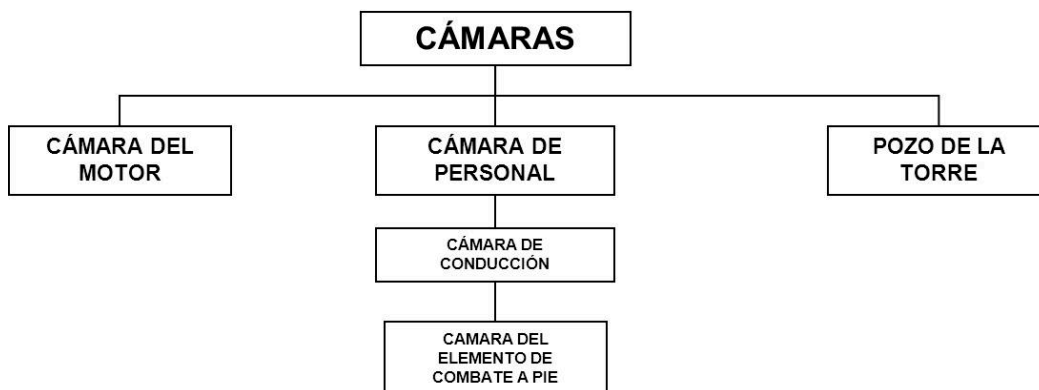 CÁMARAS
CÁMARA DEL
MOTOR
CÁMARA DE
PERSONAL
POZO DE LA
TORRE
CÁMARA DE
CONDUCCIÓN
CAMARA DEL
ELEMENTO DE
COMBATE A PIE